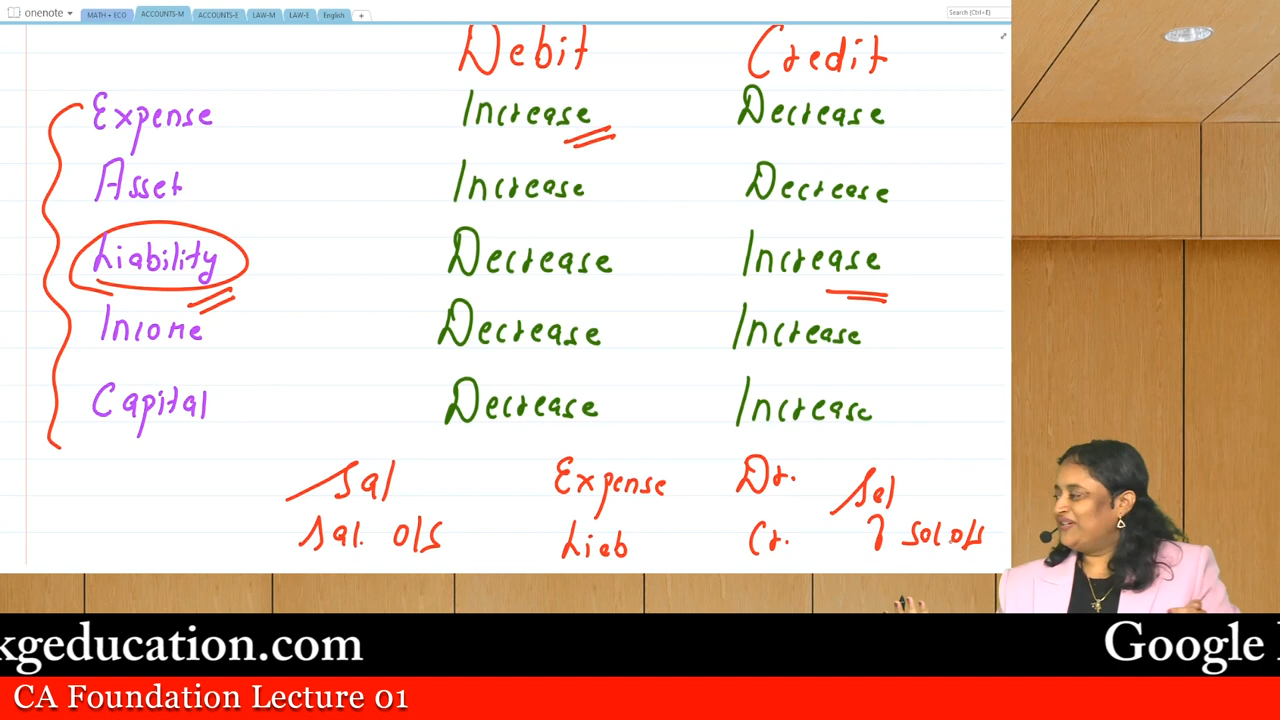 onenote
MATH + ECO ACCOUNTS-M ACCOUNTS-E LAW-M LAW-E English +
Search (Ctrl+E)
Debit Credit
Expense Increase Decrease
Asset Increase Decrease
Liability Decrease Increase
Income Decrease Increase
Capital Decrease Increase
Sal Expense Dr. Sal
Sal. O/S Liab Cr. Sal O/s
kgeducation.com Google
CA Foundation Lecture 01